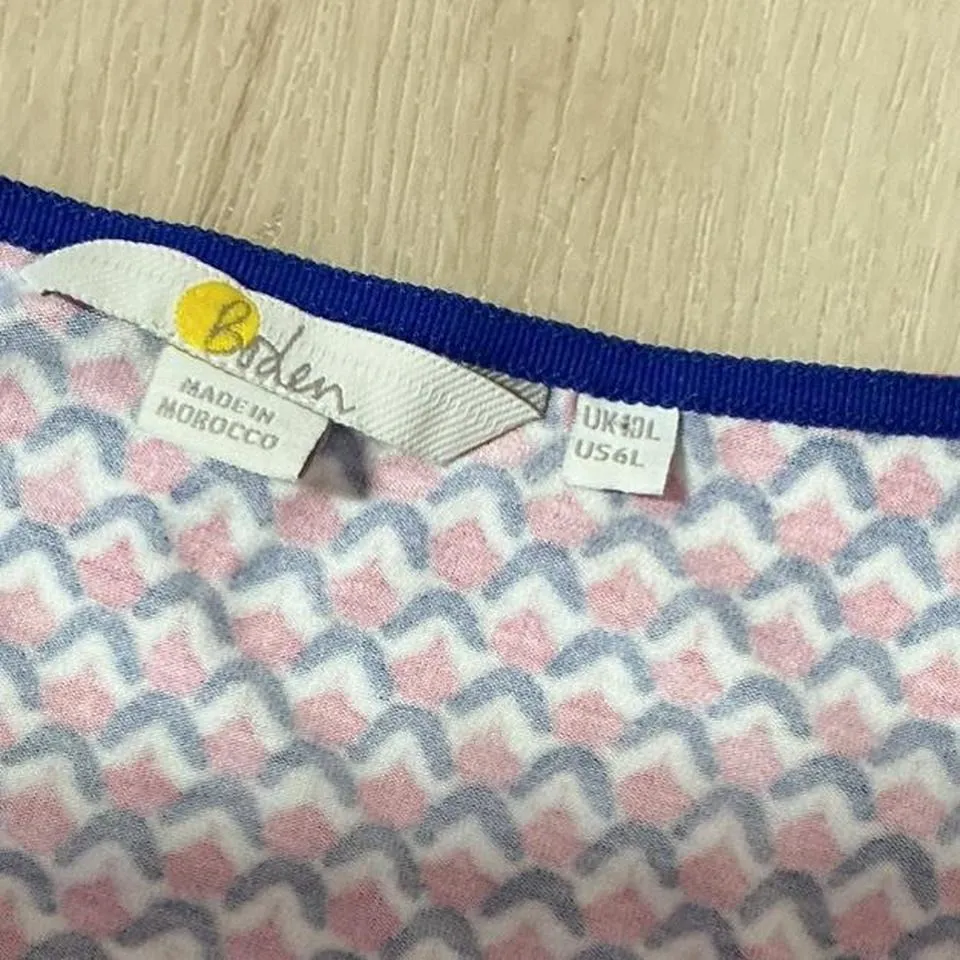 Boden
MADE IN
MOROCCO
UK10L
US6L